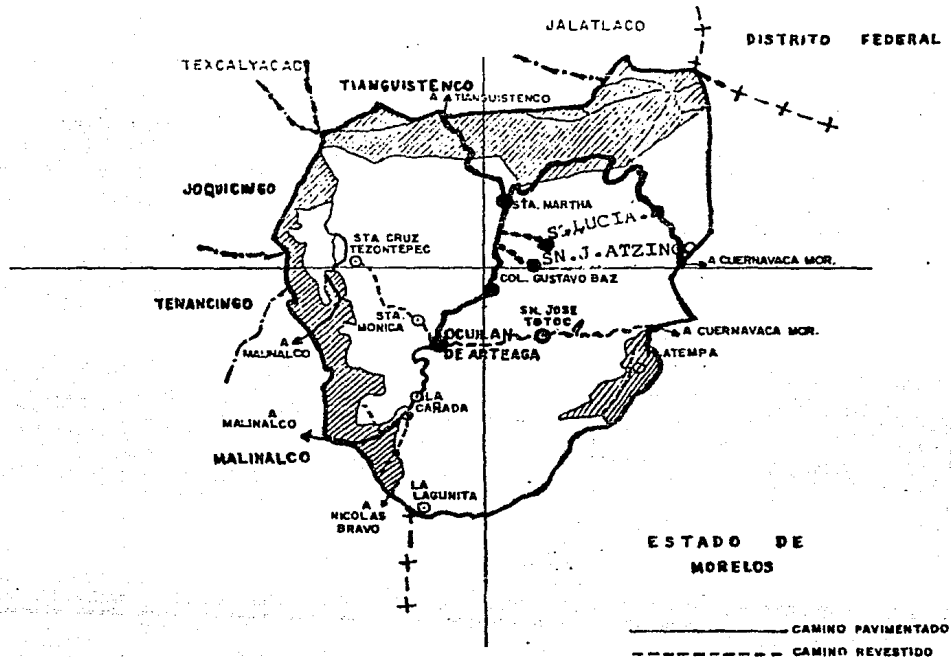 JALATLACO
DISTRITO FEDERAL
TEXCALYACAC
TIANGUISTENCO
A TIANGUISTENCO
JOQUICINGO
STA. MARTHA
S. LUCIA.
STA. CRUZ
TEZONTEPEC
SN. J. ATZING
A CUERNAVACA MOR.
COL. GUSTAVO BAZ
TENANCINGO
STA.
MONICA
SN. JOSE
TOTOC
A CUERNAVACA MOR.
A
MALINALCO
OCUILAN
DE ARTEAGA
ATEMPA
LA
CAÑADA
A
MALINALCO
MALINALCO
LA
LAGUNITA
A
NICOLAS
BRAVO
ESTADO DE
MORELOS
CAMINO PAVIMENTADO
CAMINO REVESTIDO